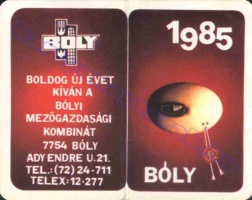 BÓLY
BOLDOG ÚJ ÉVET
KÍVÁN A
BÓLYI
MEZŐGAZDASÁGI
KOMBINÁT
7754 BÓLY
ADY ENDRE U. 21.
TEL.: (72) 24-711
TELEX: 12-277
1985
BÓLY